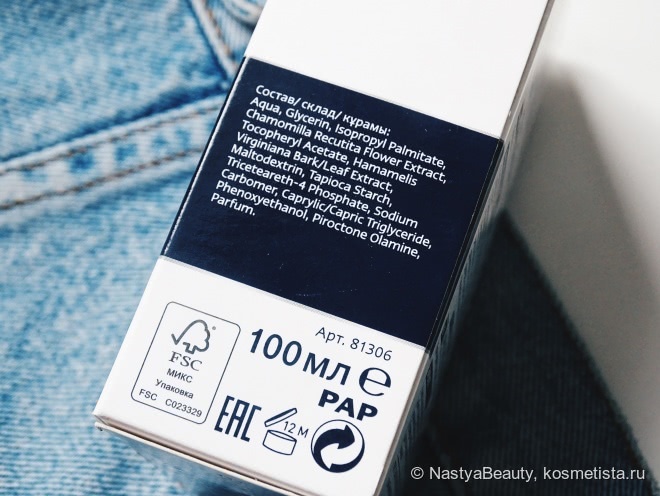 Состав/ склад/ құрамы:
Aqua, Glycerin, Isopropyl Palmitate,
Chamomilla Recutita Flower Extract,
Tocopheryl Acetate, Hamamelis
Virginiana Bark/Leaf Extract,
Maltodextrin, Tapioca Starch,
Triceteareth-4 Phosphate, Sodium
Carbomer, Caprylic/Capric Triglyceride,
Phenoxyethanol, Piroctone Olamine,
Parfum.
Арт. 81306
100 МЛ e
PAP
FSC
МИКС
Упаковка
FSC C023329
EAC
12 М
© NastyaBeauty, kosmetista.ru